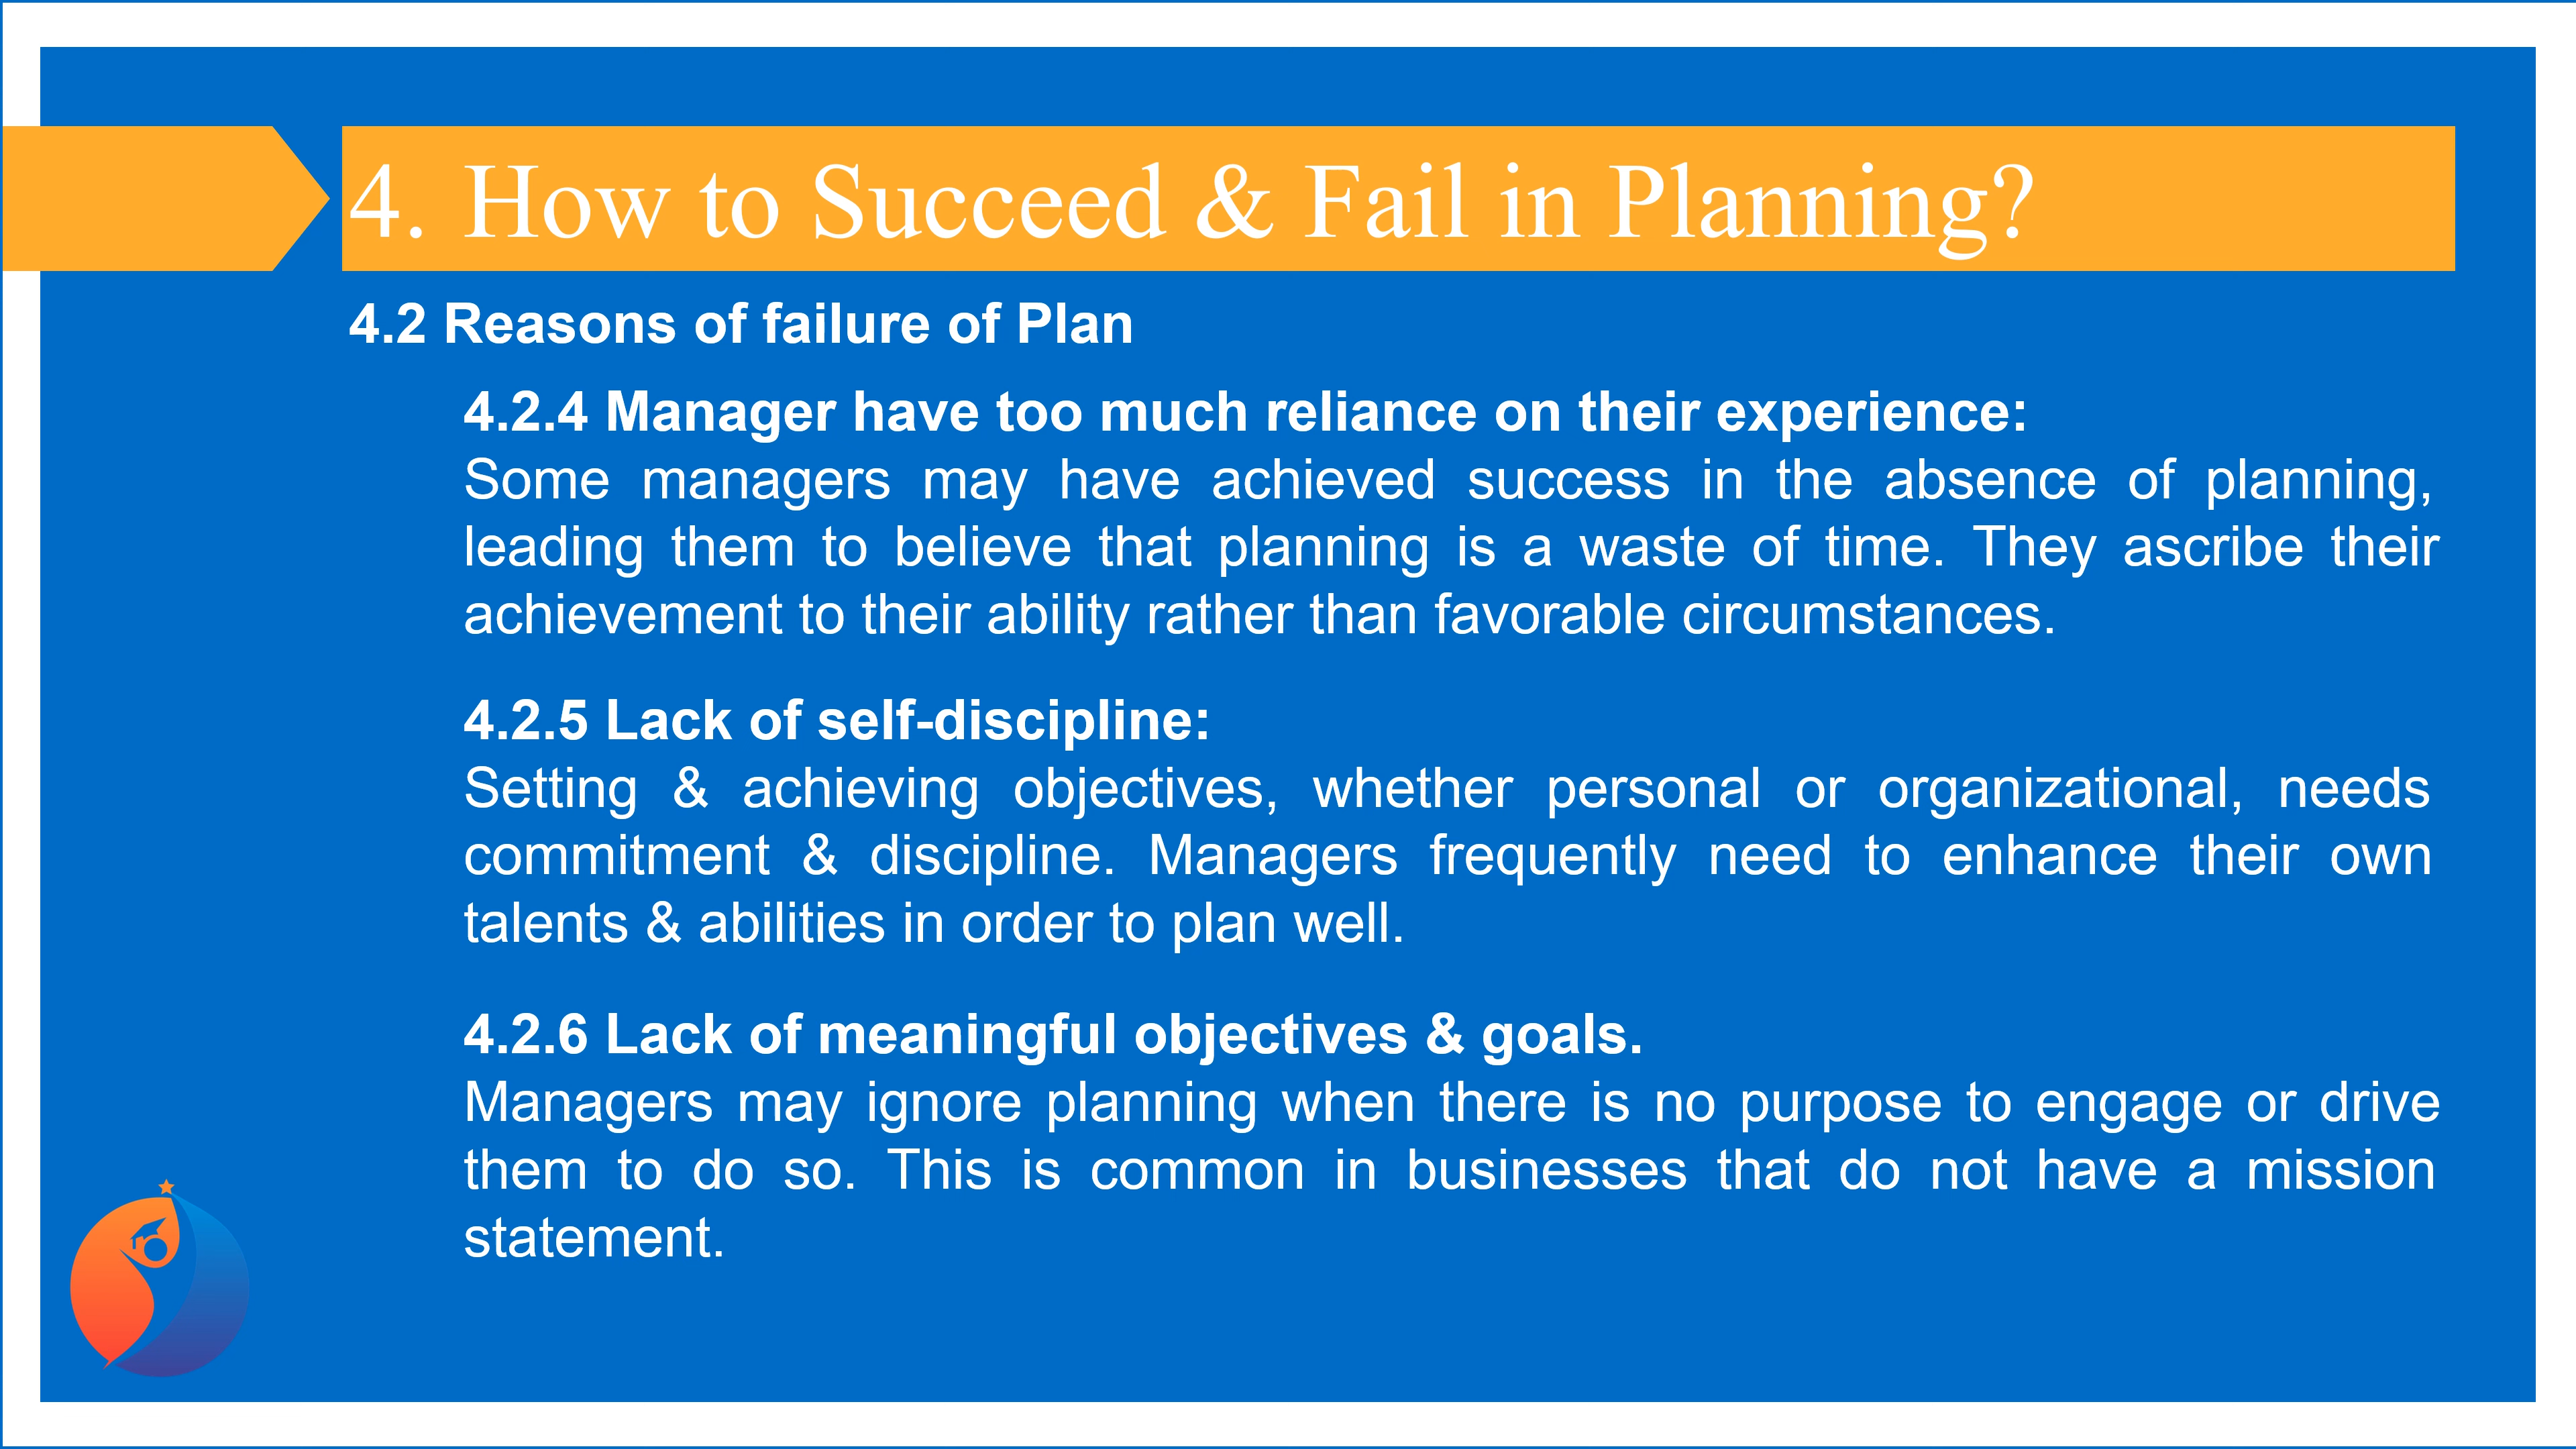 4. How to Succeed & Fail in Planning?
4.2 Reasons of failure of Plan
4.2.4 Manager have too much reliance on their experience:
Some managers may have achieved success in the absence of planning,
leading them to believe that planning is a waste of time. They ascribe their
achievement to their ability rather than favorable circumstances.
4.2.5 Lack of self-discipline:
Setting & achieving objectives, whether personal or organizational, needs
commitment & discipline. Managers frequently need to enhance their own
talents & abilities in order to plan well.
4.2.6 Lack of meaningful objectives & goals.
Managers may ignore planning when there is no purpose to engage or drive
them to do so. This is common in businesses that do not have a mission
statement.